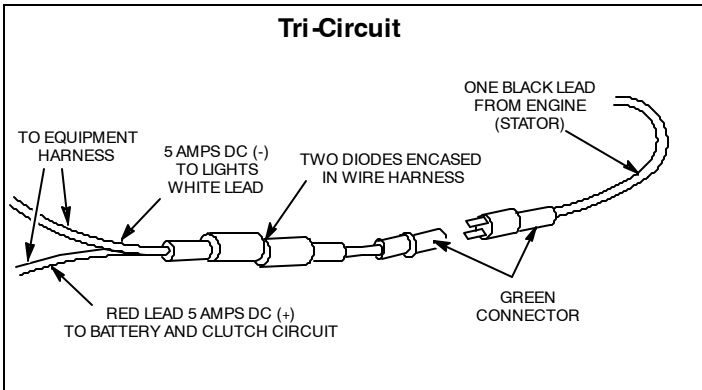 Tri-Circuit
ONE BLACK LEAD
FROM ENGINE
(STATOR)
TO EQUIPMENT
HARNESS
5 AMPS DC (-)
TO LIGHTS
WHITE LEAD
TWO DIODES ENCASED
IN WIRE HARNESS
RED LEAD 5 AMPS DC (+)
TO BATTERY AND CLUTCH CIRCUIT
GREEN
CONNECTOR